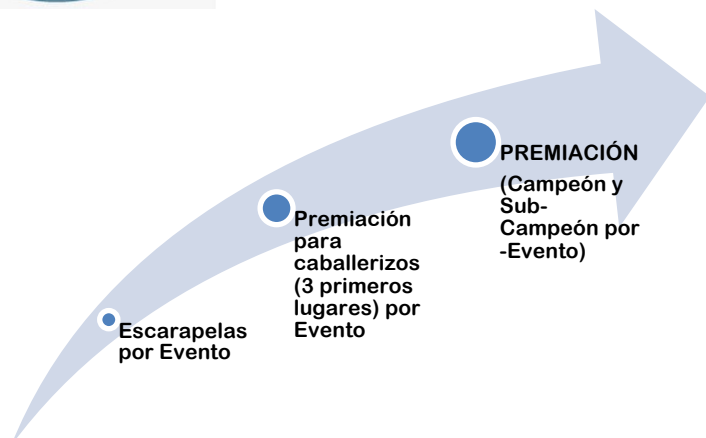 PREMIACIÓN
(Campeón y
Sub-
Campeón por
-Evento)
Premiación
para
caballerizos
(3 primeros
lugares) por
Evento
Escarapelas
por Evento